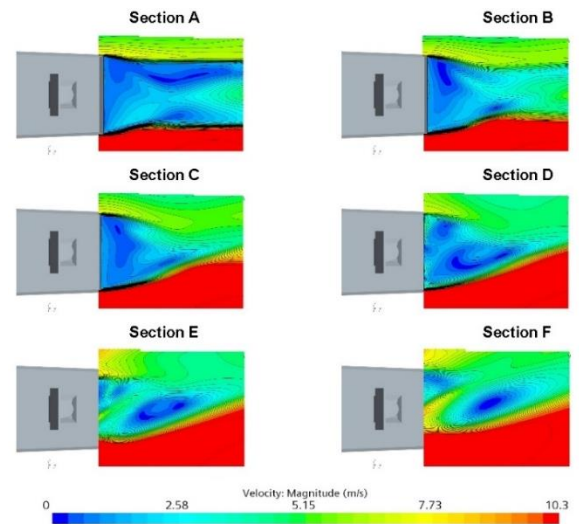 Section A
Section B
Section C
Section D
Section E
Section F
Velocity: Magnitude (m/s)
0 2.58 5.15 7.73 10.3